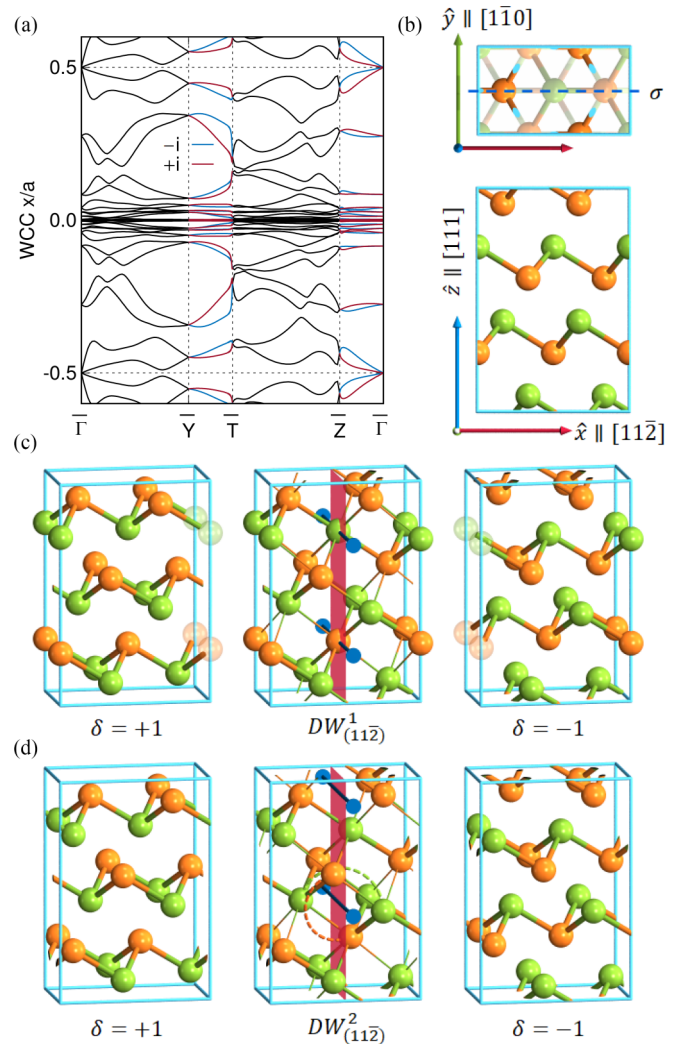 (a)
(b)
ŷ ∥ [11̄0]
σ
0.5
−i
+i
WCC x/a
0.0
-0.5
Γ̄
Ȳ
T̄
Z̄
Γ̄
ẑ ∥ [111]
x̂ ∥ [112̄]
(c)
δ = +1
DW¹₍₁₁₂̄₎
δ = −1
(d)
δ = +1
DW²₍₁₁₂̄₎
δ = −1